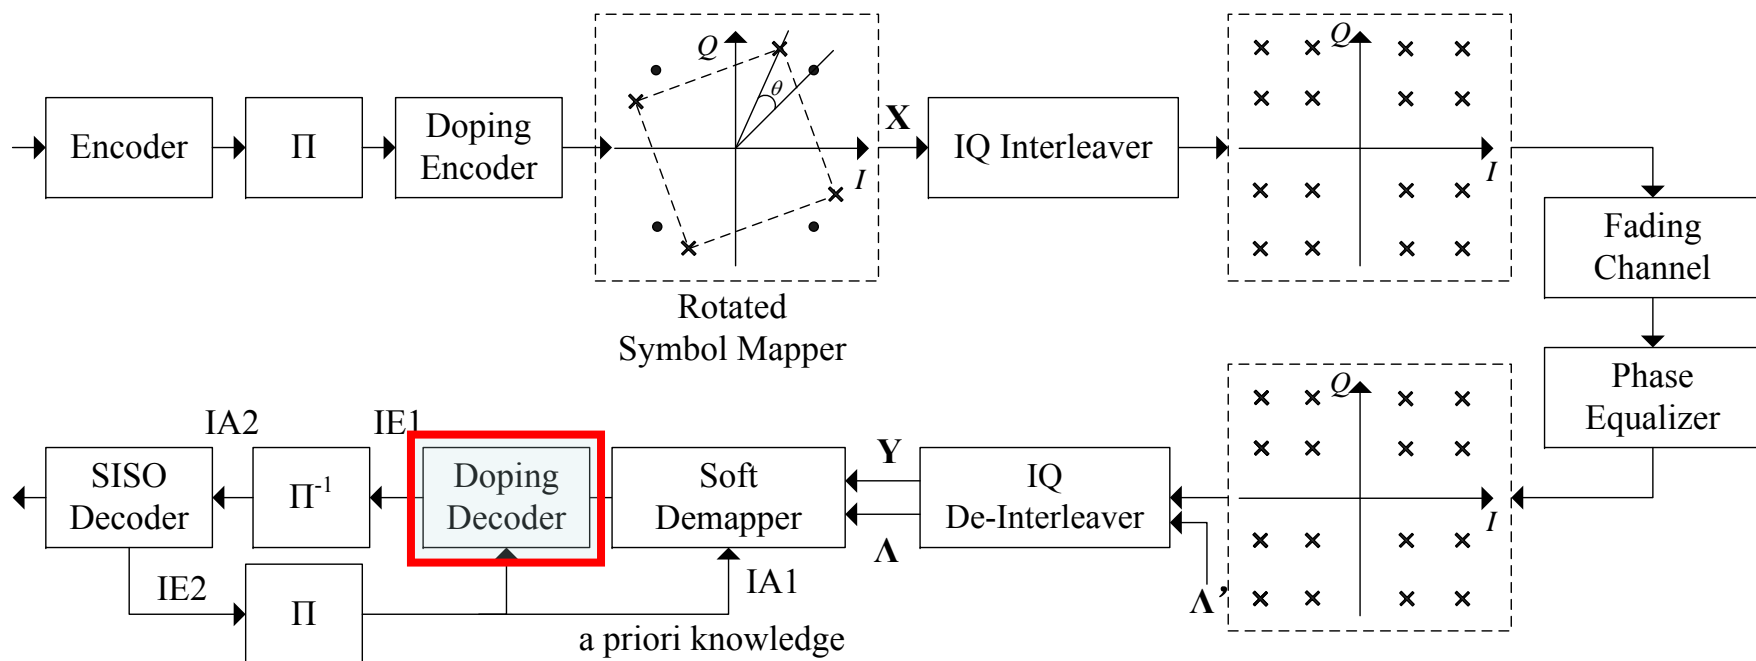 Encoder
Π
Doping
Encoder
Q
θ
I
Rotated
Symbol Mapper
X
IQ Interleaver
Q
I
Fading
Channel
Phase
Equalizer
Q
I
Λ’
IQ
De-Interleaver
Y
Λ
Soft
Demapper
IA1
a priori knowledge
Doping
Decoder
IE1
Π-1
IA2
SISO
Decoder
IE2
Π